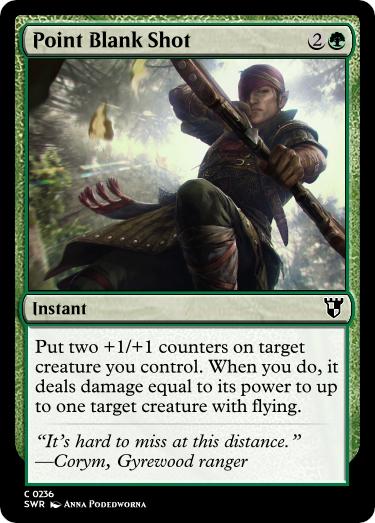 Point Blank Shot 2
Instant
Put two +1/+1 counters on target
creature you control. When you do, it
deals damage equal to its power to up
to one target creature with flying.
“It’s hard to miss at this distance.”
—Corym, Gyrewood ranger
C 0236
SWR Anna Podedworna